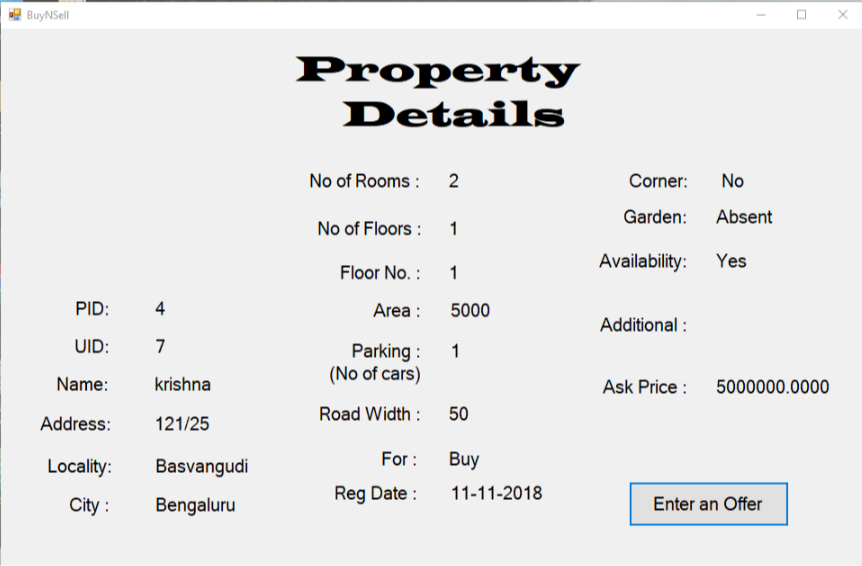 BuyNSell
Property
Details
PID: 4
UID: 7
Name: krishna
Address: 121/25
Locality: Basvangudi
City : Bengaluru
No of Rooms : 2
No of Floors : 1
Floor No. : 1
Area : 5000
Parking : 1
(No of cars)
Road Width : 50
For : Buy
Reg Date : 11-11-2018
Corner: No
Garden: Absent
Availability: Yes
Additional :
Ask Price : 5000000.0000
Enter an Offer